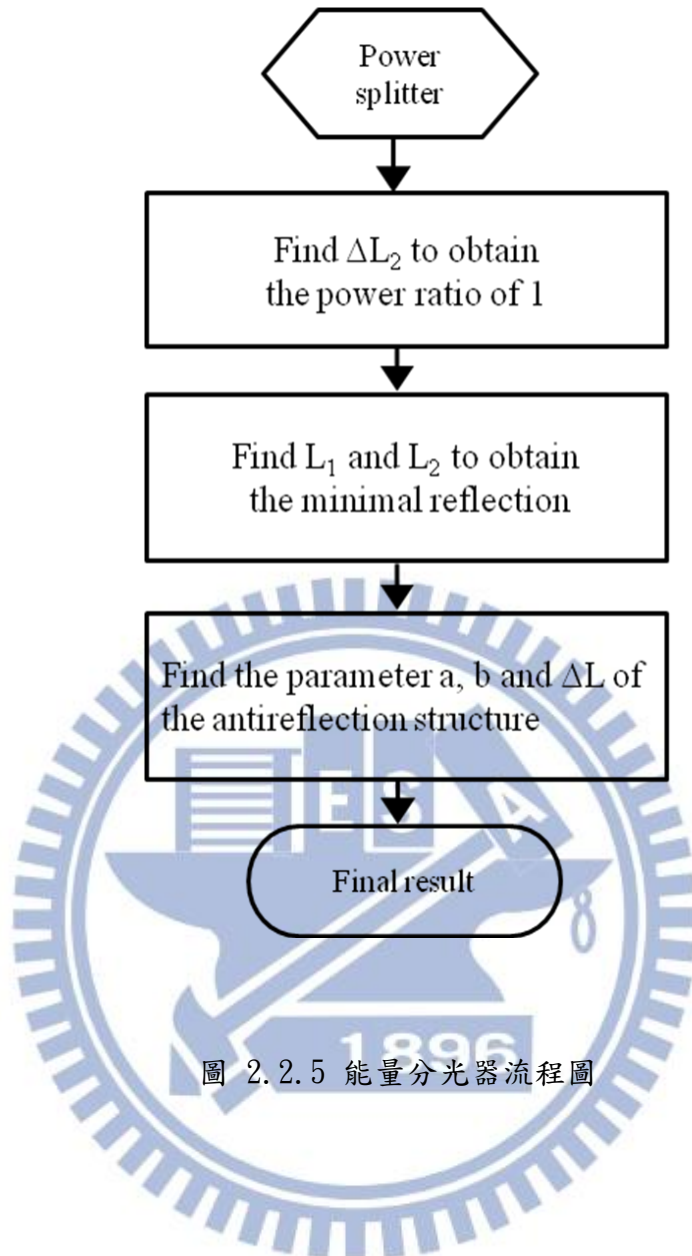 Power
splitter
Find ΔL₂ to obtain
the power ratio of 1
Find L₁ and L₂ to obtain
the minimal reflection
Find the parameter a, b and ΔL of
the antireflection structure
ES
A
Final result
1896
圖 2.2.5 能量分光器流程圖